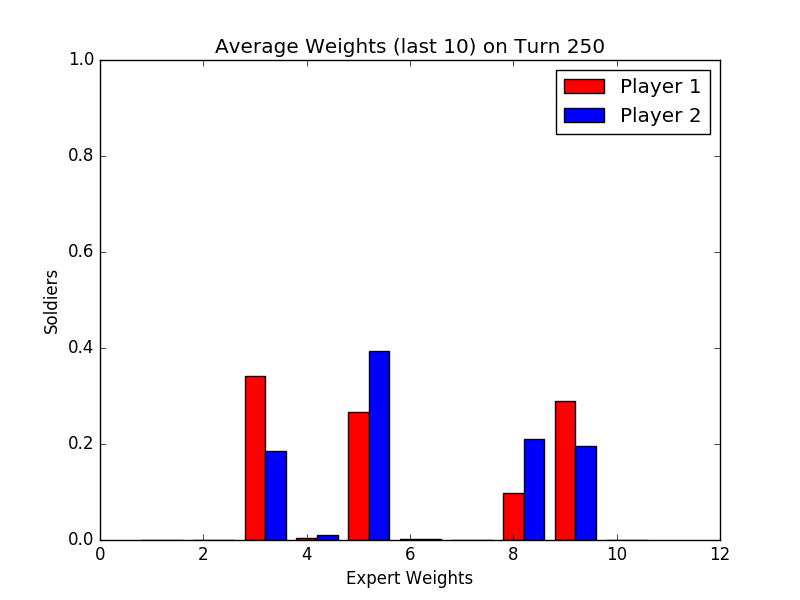 Average Weights (last 10) on Turn 250
1.0
Player 1
Player 2
0.8
0.6
Soldiers
0.4
0.2
0.0
0 2 4 6 8 10 12
Expert Weights